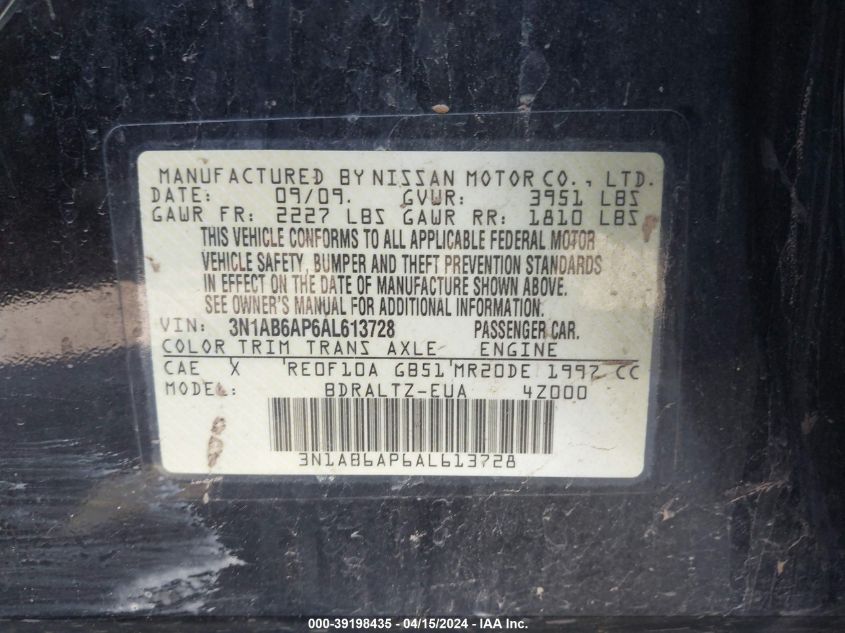 MANUFACTURED BY NISSAN MOTOR CO., LTD.
DATE: 09/09. GVWR: 3951 LBS
GAWR FR: 2227 LBS GAWR RR: 1810 LBS
THIS VEHICLE CONFORMS TO ALL APPLICABLE FEDERAL MOTOR
VEHICLE SAFETY, BUMPER AND THEFT PREVENTION STANDARDS
IN EFFECT ON THE DATE OF MANUFACTURE SHOWN ABOVE.
SEE OWNER'S MANUAL FOR ADDITIONAL INFORMATION.
VIN: 3N1AB6AP6AL613728 PASSENGER CAR.
COLOR TRIM TRANS AXLE ENGINE
CAE X RE0F10A GB51 MR20DE 1997 CC
MODEL: BDRALTZ-EUA 4Z000
3N1AB6AP6AL613728
000-39198435 - 04/15/2024 - IAA Inc.